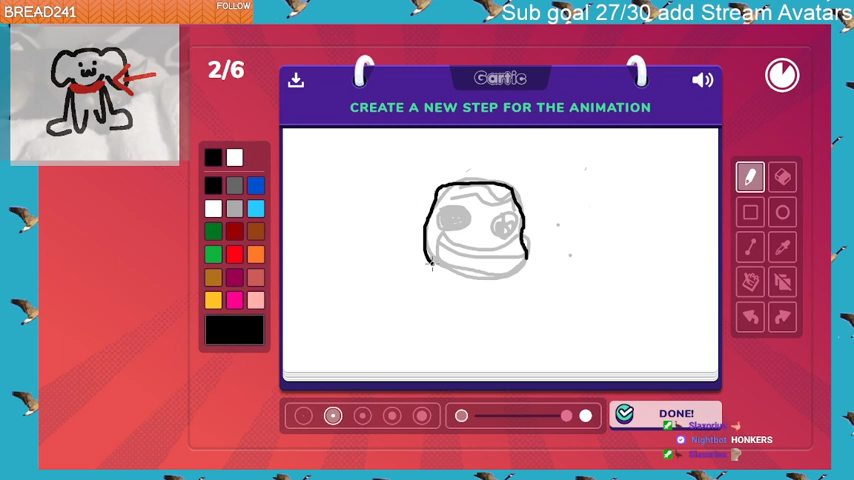 BREAD241
FOLLOW
Sub goal 27/30 add Stream Avatars
2/6
Gartic
CREATE A NEW STEP FOR THE ANIMATION
DONE!
Slaxorius
Nightbot HONKERS